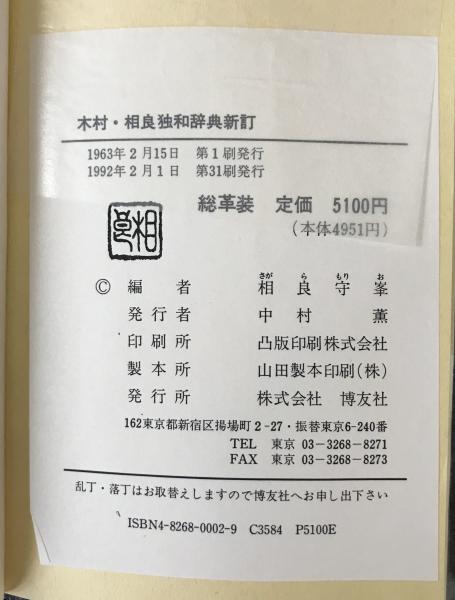 木村・相良独和辞典新訂
1963年2月15日 第1刷発行
1992年2月1日 第31刷発行
総革装 定価 5100円
(本体4951円)
相良
Ⓒ 編者 相良守峯
さがらもりお
発行者 中村薫
印刷所 凸版印刷株式会社
製本所 山田製本印刷(株)
発行所 株式会社 博友社
162東京都新宿区揚場町2-27・振替東京6-240番
TEL 東京 03-3268-8271
FAX 東京 03-3268-8273
乱丁・落丁はお取替えしますので博友社へお申し出下さい
ISBN4-8268-0002-9 C3584 P5100E